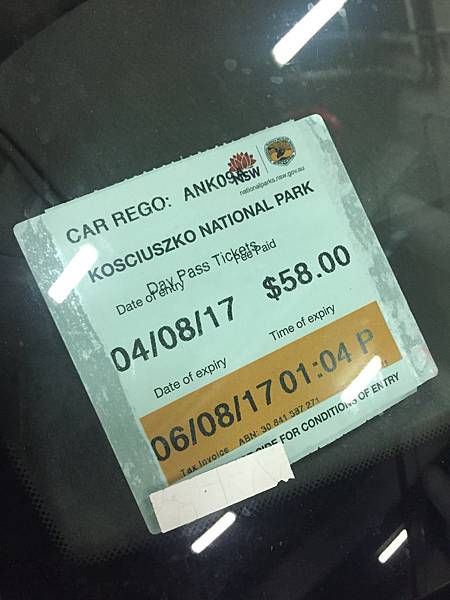 CAR REGO:
NSW
nationalparks.nsw.gov.au
KOSCIUSZKO NATIONAL PARK
Day Pass Tickets
Date of entry Fee Paid
04/08/17 $58.00
Date of expiry Time of expiry
06/08/17 01:04 P
Tax Invoice ABN: 30 841 387 271
SIDE FOR CONDITIONS OF ENTRY